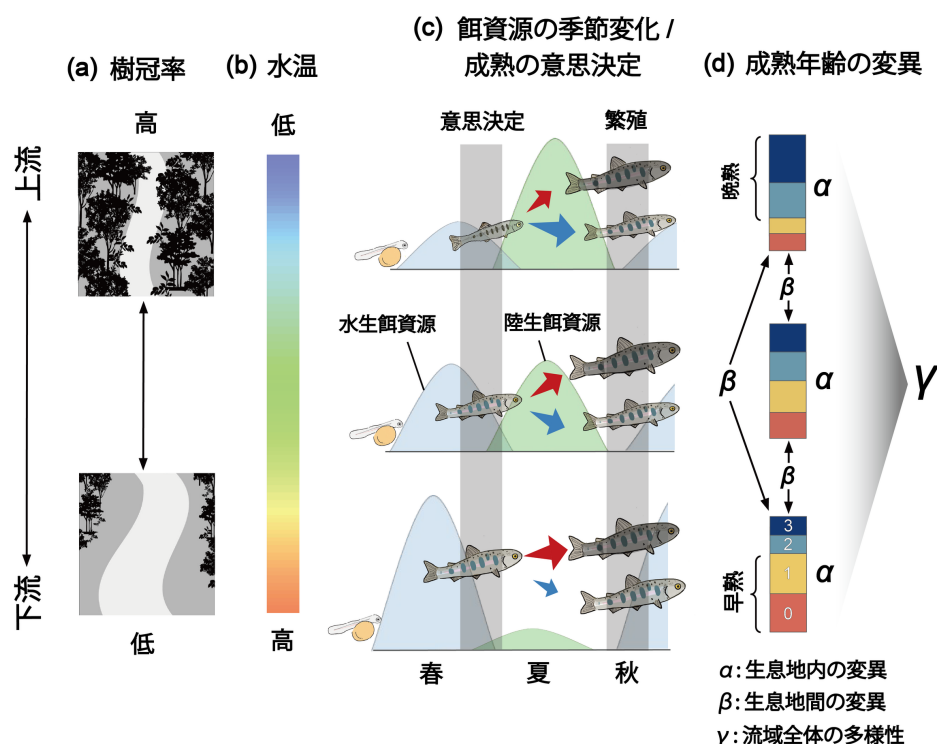 (a) 樹冠率
高
低
上流
下流
(b) 水温
低
高
(c) 餌資源の季節変化 /
成熟の意思決定
意思決定
繁殖
水生餌資源
陸生餌資源
春
夏
秋
(d) 成熟年齢の変異
晩熟
α
β
α
β
β
3
2
1
0
早熟
α
γ
α: 生息地内の変異
β: 生息地間の変異
γ: 流域全体の多様性